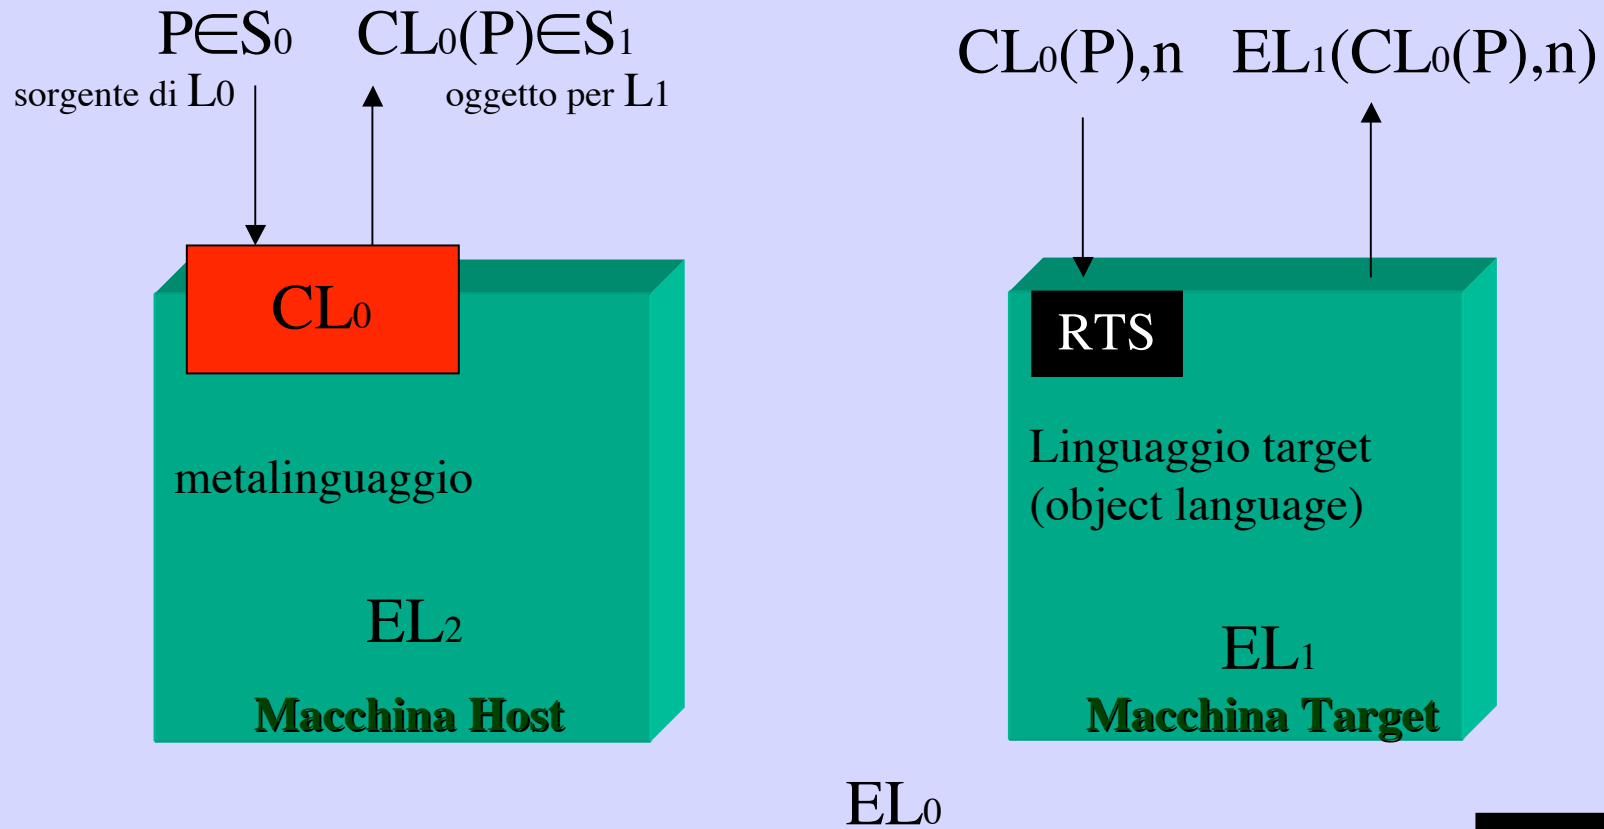 P∈S₀ CL₀(P)∈S₁
sorgente di L₀ oggetto per L₁
CL₀(P),n EL₁(CL₀(P),n)
CL₀
metalinguaggio
EL₂
Macchina Host
RTS
Linguaggio target
(object language)
EL₁
Macchina Target
EL₀